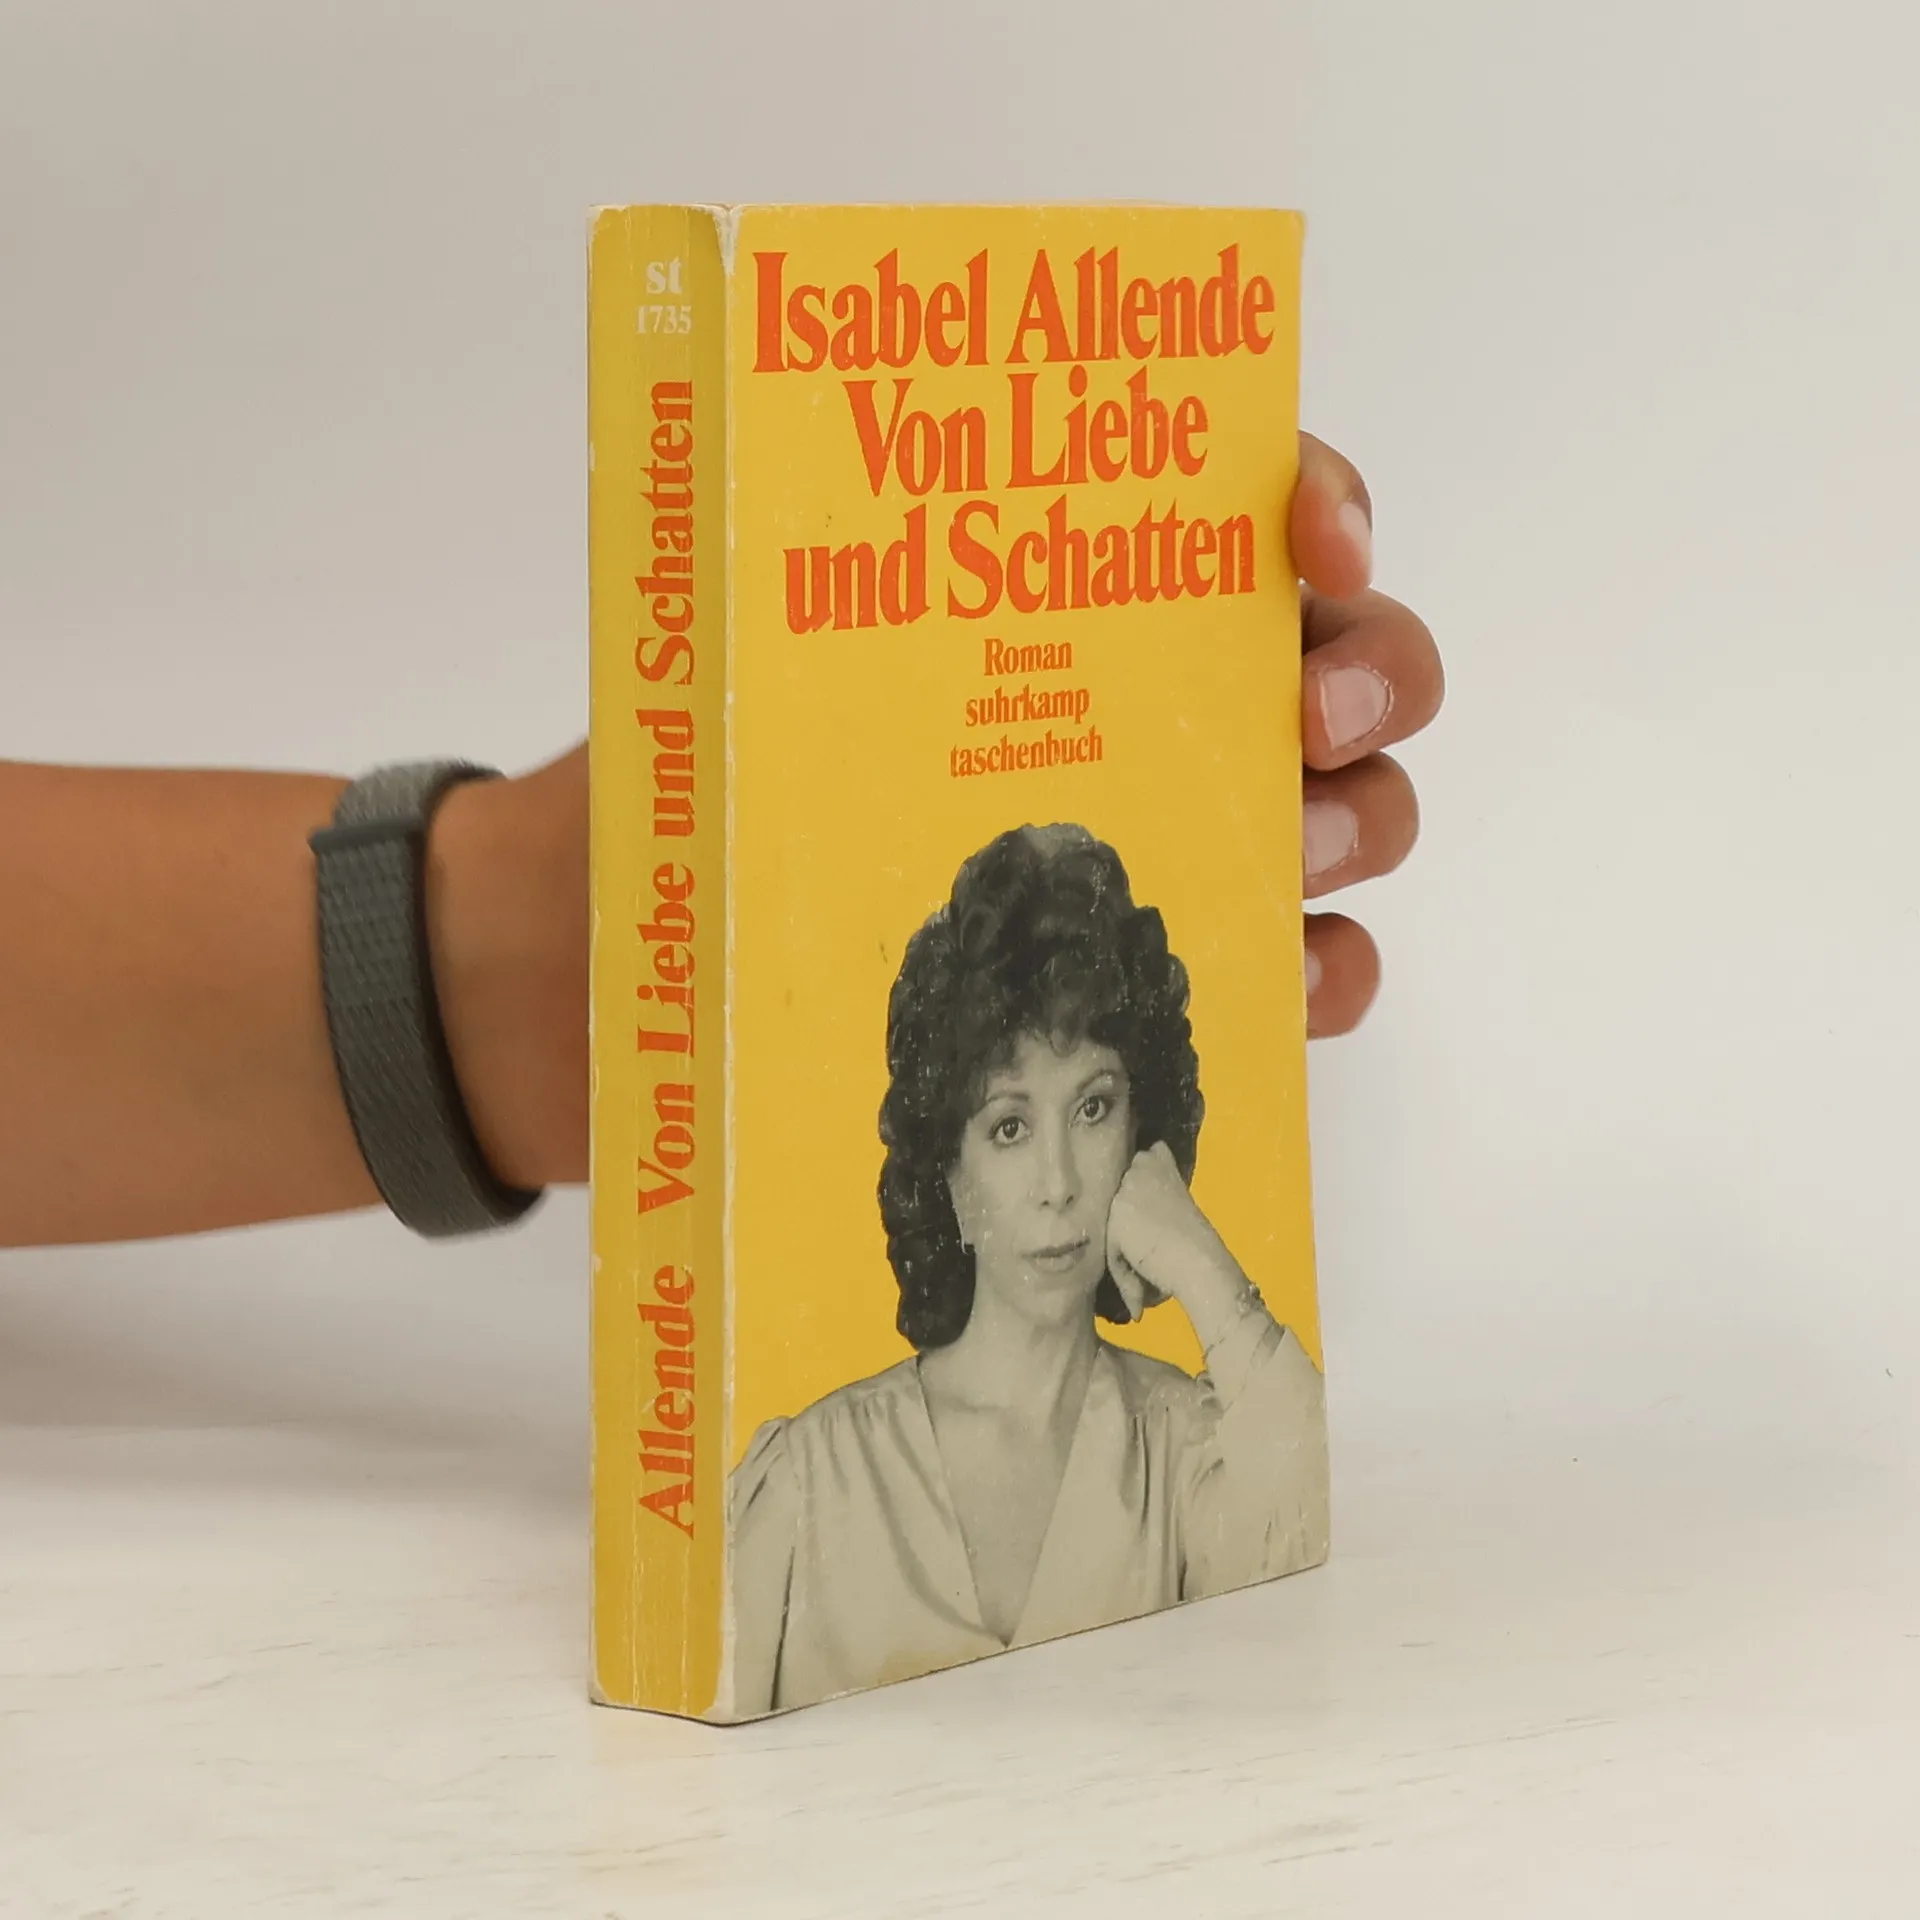 st
1735
Allende Von Liebe und Schatten
Isabel Allende
Von Liebe
und Schatten
Roman
suhrkamp
taschenbuch